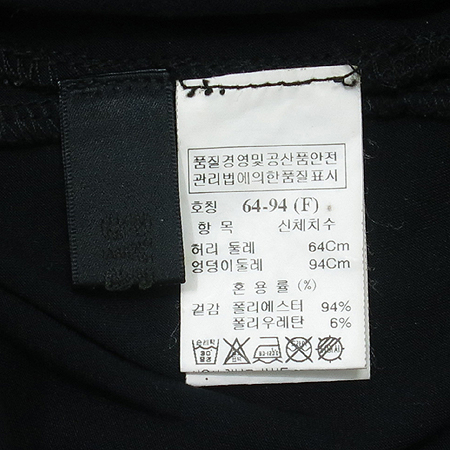 품질경영및공산품안전
관리법에의한품질표시
호칭 64-94 (F)
항목 신체치수
허리 둘레 64Cm
엉덩이둘레 94Cm
혼용률(%)
겉감 폴리에스터 94%
폴리우레탄 6%